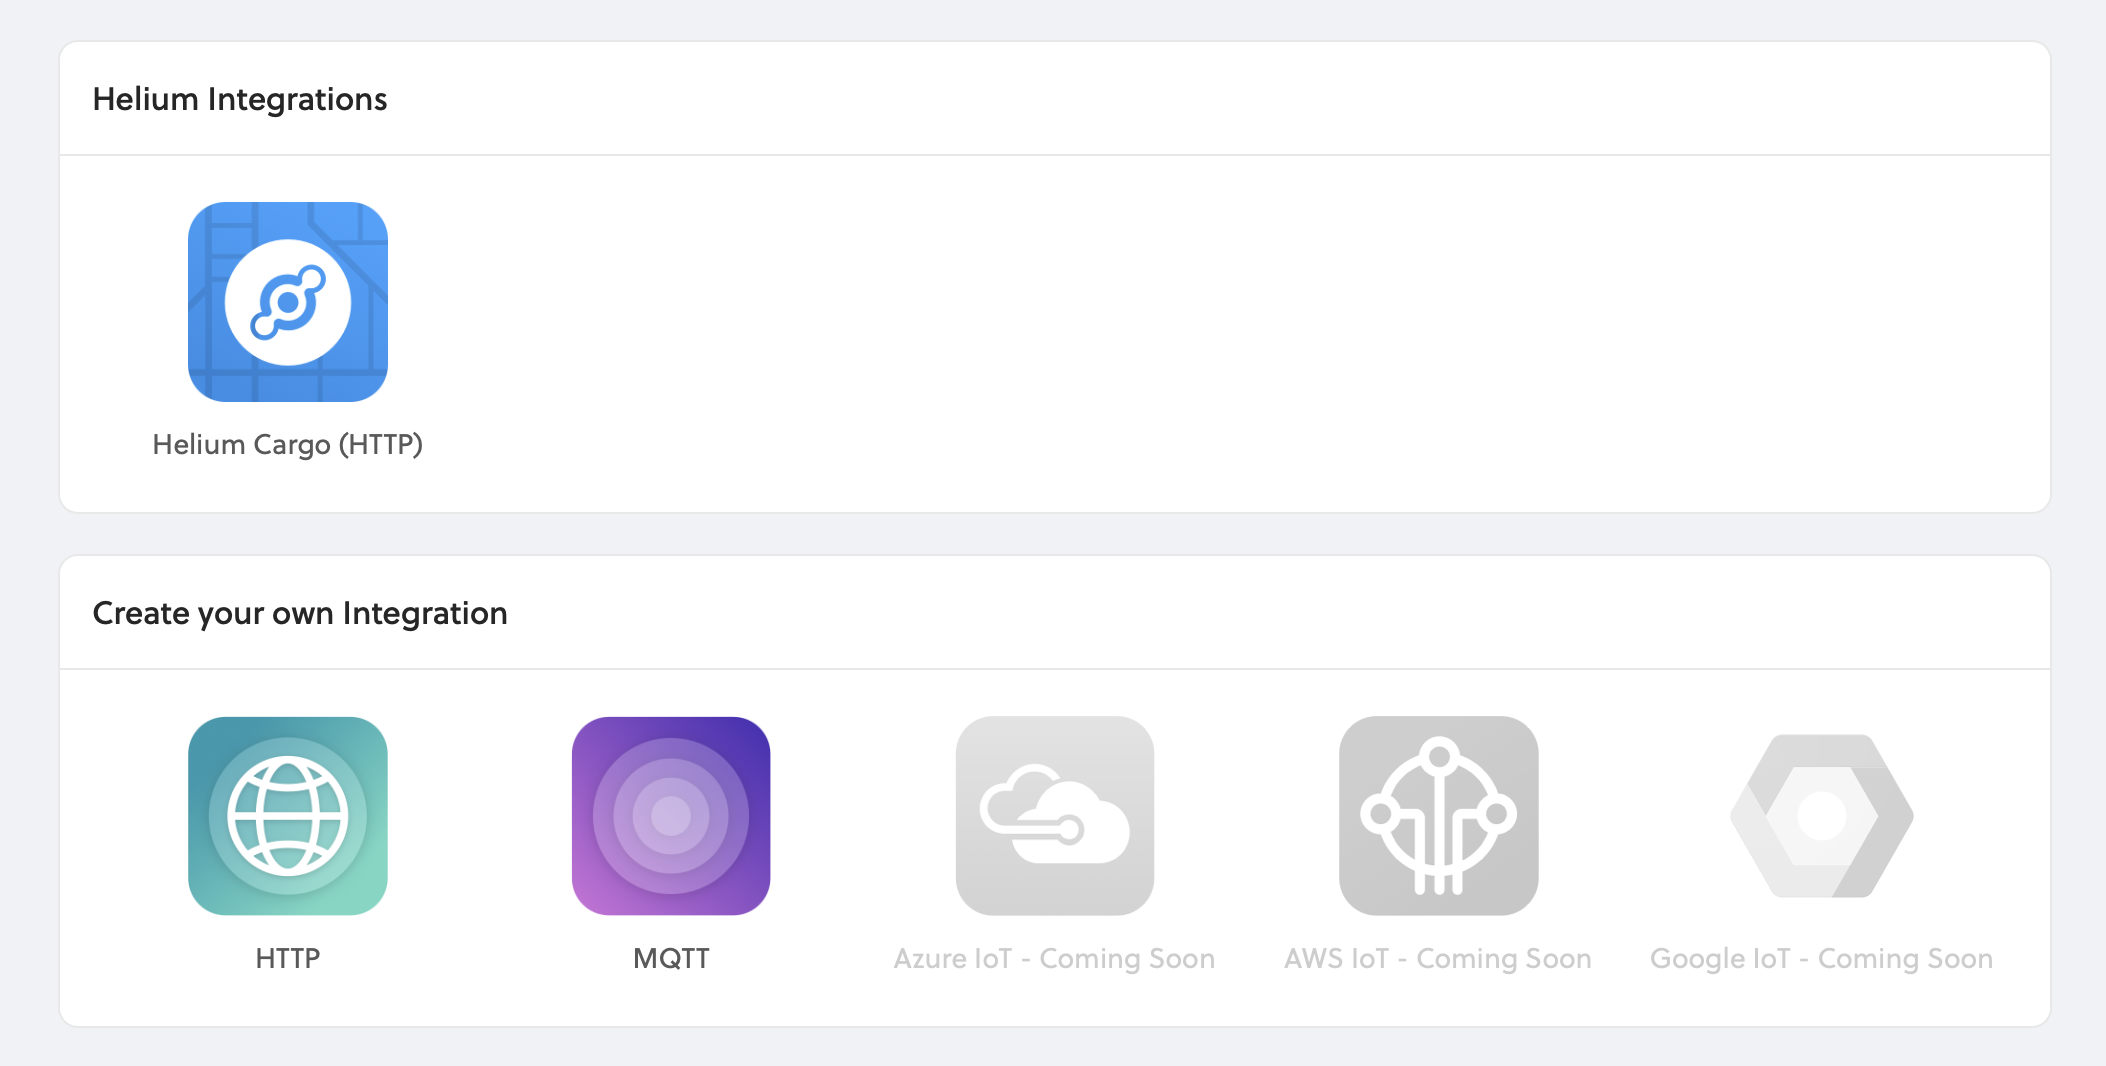 Helium Integrations
Helium Cargo (HTTP)
Create your own Integration
HTTP
MQTT
Azure IoT - Coming Soon
AWS IoT - Coming Soon
Google IoT - Coming Soon